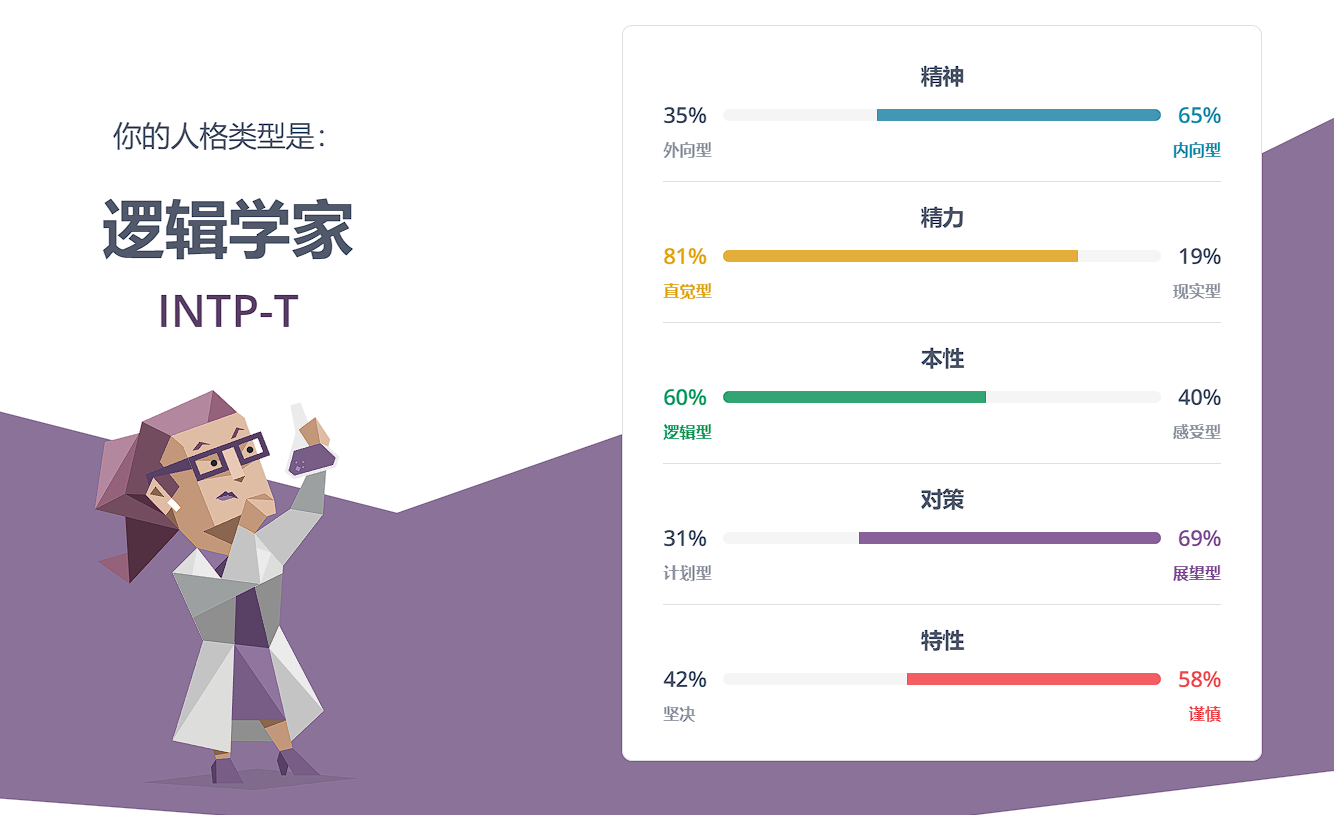 你的人格类型是：
逻辑学家
INTP-T
精神
35% 65%
外向型 内向型
精力
81% 19%
直觉型 现实型
本性
60% 40%
逻辑型 感受型
对策
31% 69%
计划型 展望型
特性
42% 58%
坚决 谨慎